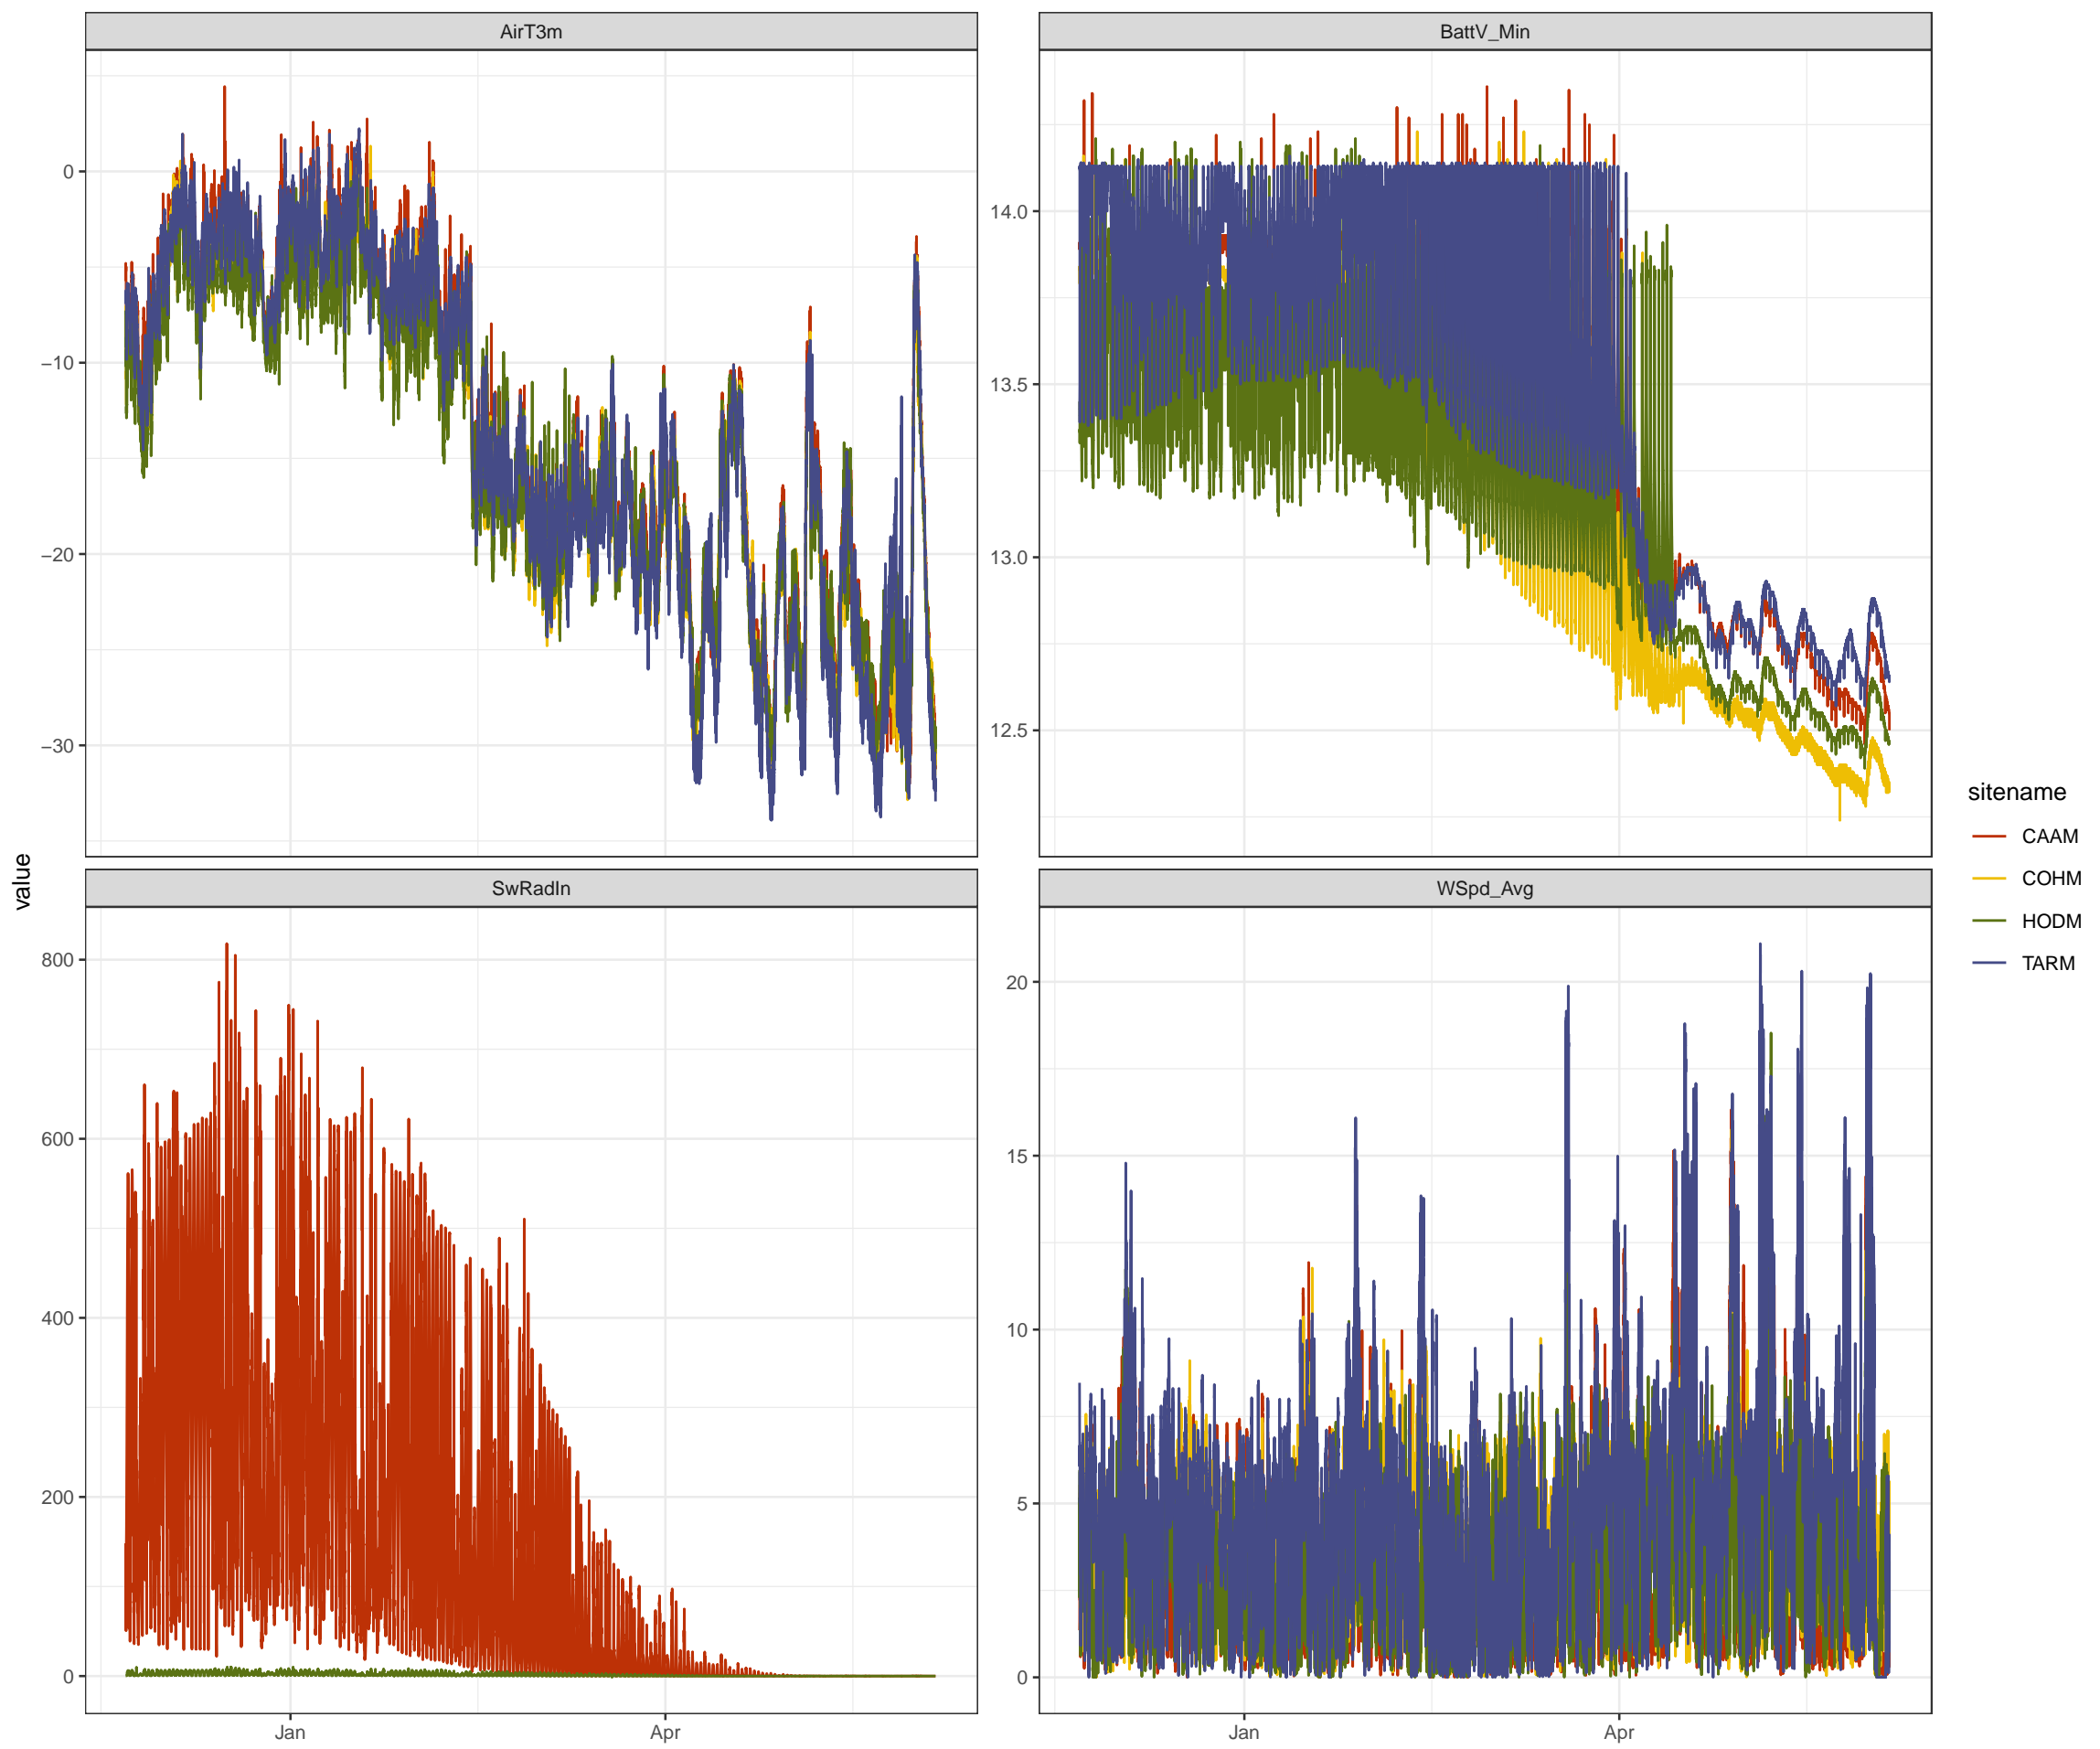 AirT3m
BattV_Min
0
−10
−20
−30
14.0
13.5
13.0
12.5
value
SwRadIn
WSpd_Avg
800
600
400
200
0
20
15
10
5
0
Jan
Apr
Jan
Apr
sitename
CAAM
COHM
HODM
TARM